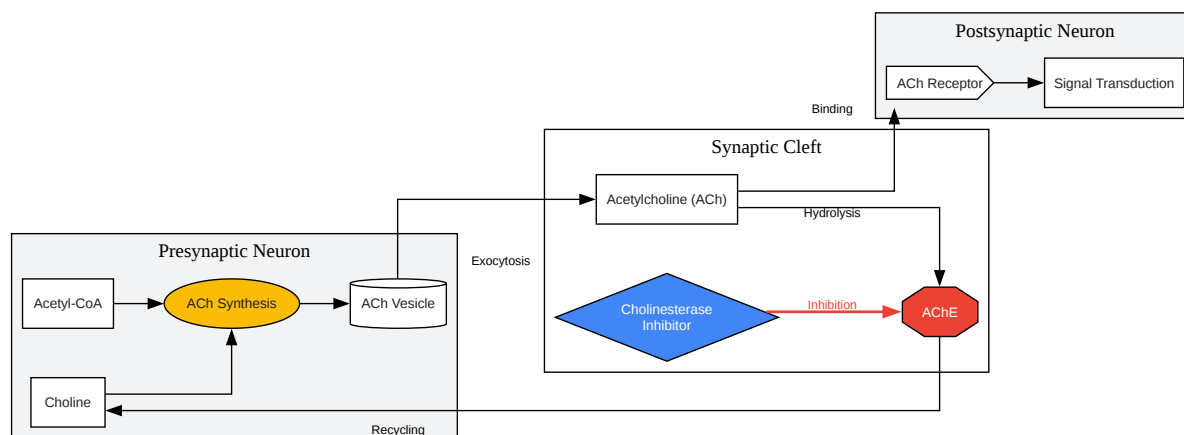 Postsynaptic Neuron
ACh Receptor
Signal Transduction
Binding
Synaptic Cleft
Acetylcholine (ACh)
Hydrolysis
Presynaptic Neuron
Exocytosis
Acetyl-CoA
ACh Synthesis
ACh Vesicle
Cholinesterase
Inhibitor
Inhibition
AChE
Choline
Recycling